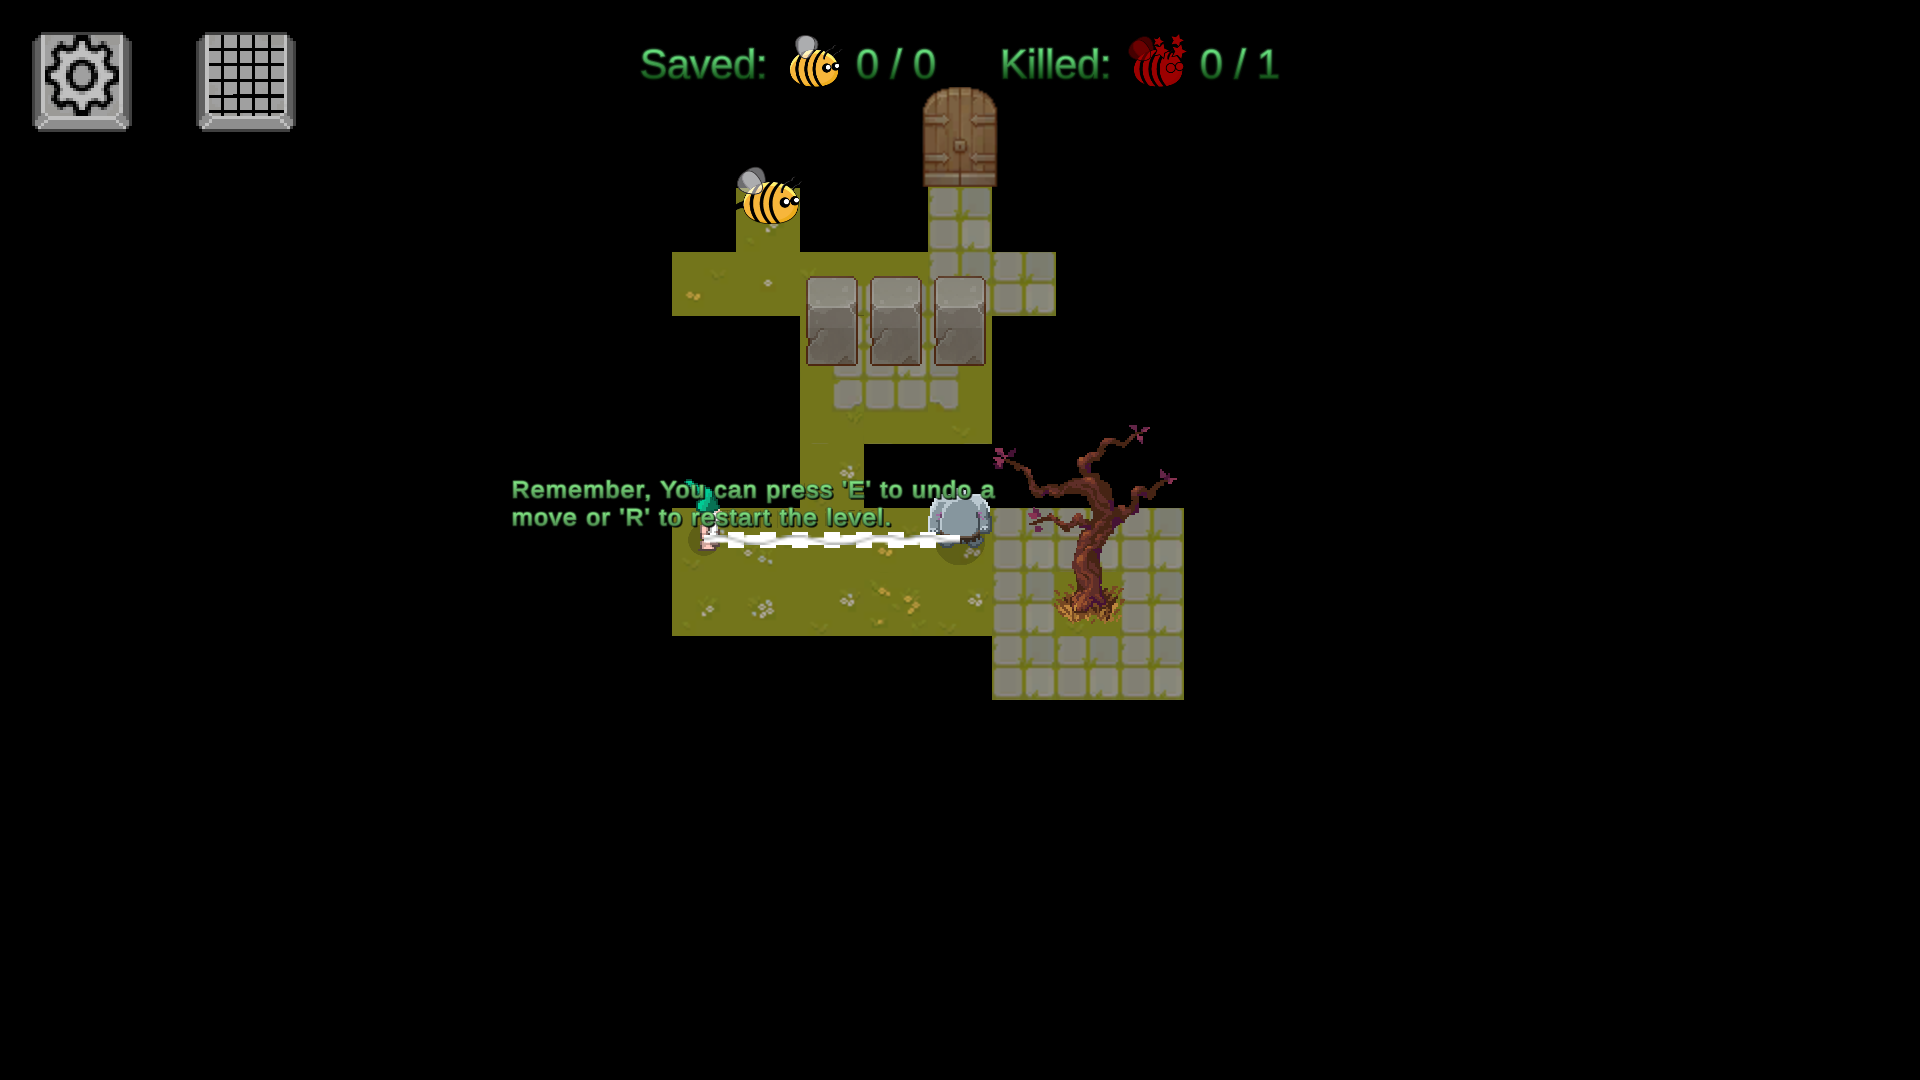 Saved: 0 / 0 Killed: 0 / 1
Remember, You can press 'E' to undo a
move or 'R' to restart the level.